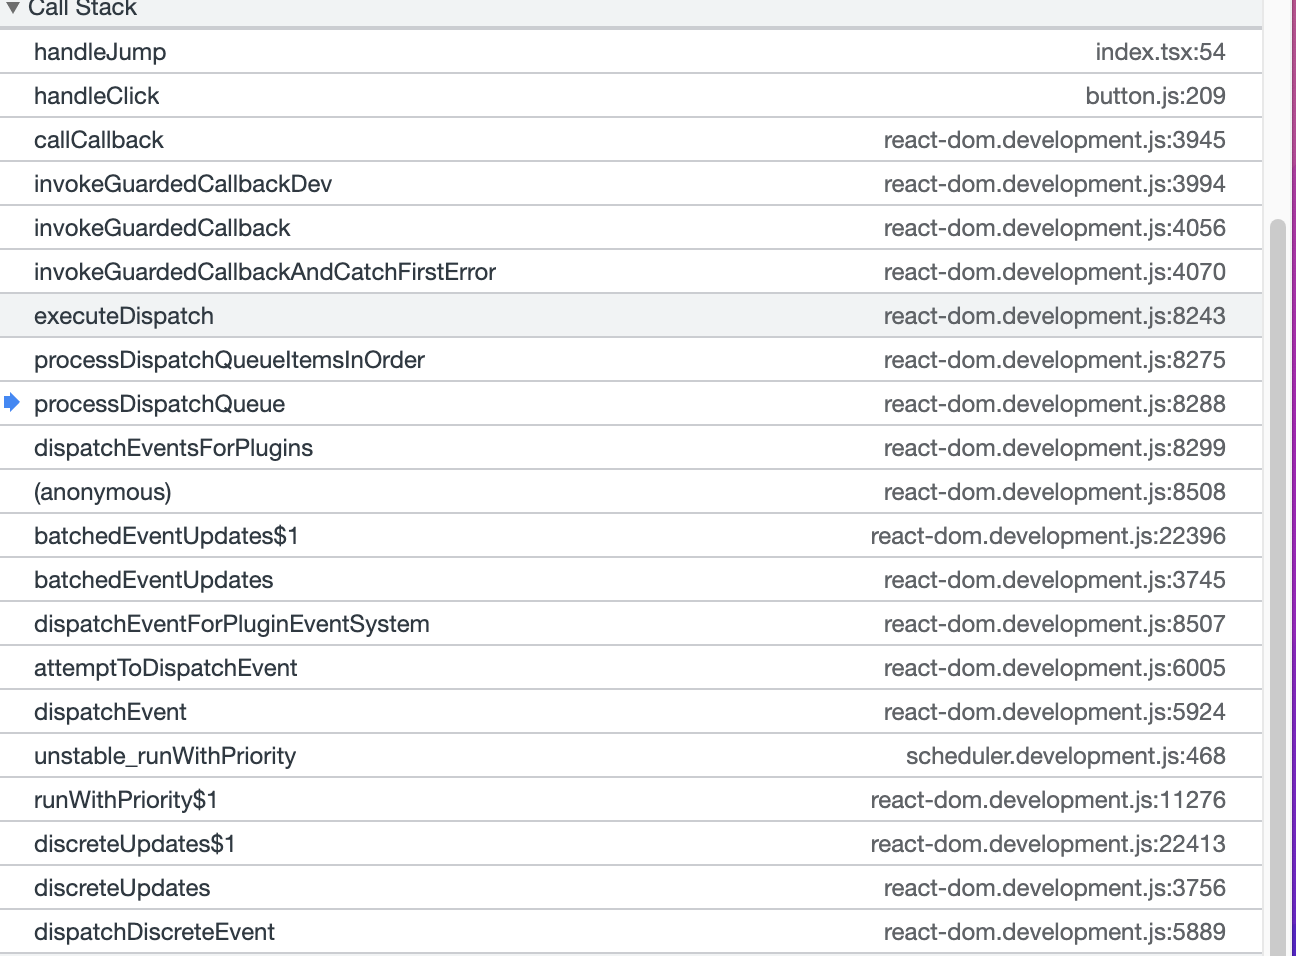 Call Stack
handleJump index.tsx:54
handleClick button.js:209
callCallback react-dom.development.js:3945
invokeGuardedCallbackDev react-dom.development.js:3994
invokeGuardedCallback react-dom.development.js:4056
invokeGuardedCallbackAndCatchFirstError react-dom.development.js:4070
executeDispatch react-dom.development.js:8243
processDispatchQueueItemsInOrder react-dom.development.js:8275
processDispatchQueue react-dom.development.js:8288
dispatchEventsForPlugins react-dom.development.js:8299
(anonymous) react-dom.development.js:8508
batchedEventUpdates$1 react-dom.development.js:22396
batchedEventUpdates react-dom.development.js:3745
dispatchEventForPluginEventSystem react-dom.development.js:8507
attemptToDispatchEvent react-dom.development.js:6005
dispatchEvent react-dom.development.js:5924
unstable_runWithPriority scheduler.development.js:468
runWithPriority$1 react-dom.development.js:11276
discreteUpdates$1 react-dom.development.js:22413
discreteUpdates react-dom.development.js:3756
dispatchDiscreteEvent react-dom.development.js:5889